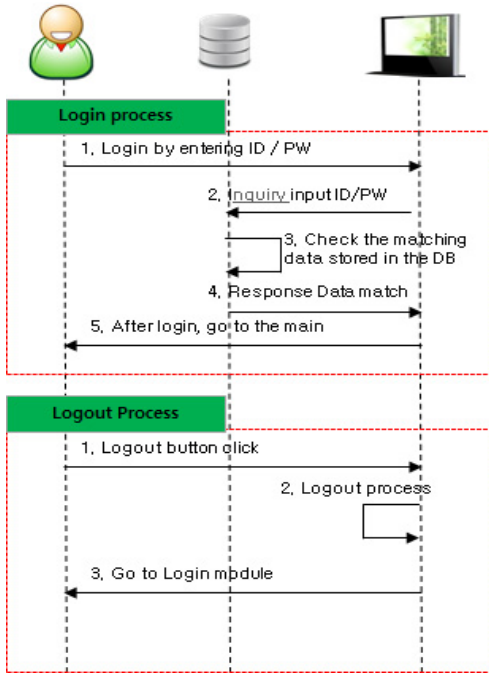 Login process
1, Login by entering ID / PW
2, Inquiry input ID/PW
3, Check the matching
data stored in the DB
4, Response Data match
5, After login, go to the main
Logout Process
1, Logout button click
2, Logout process
3, Go to Login module